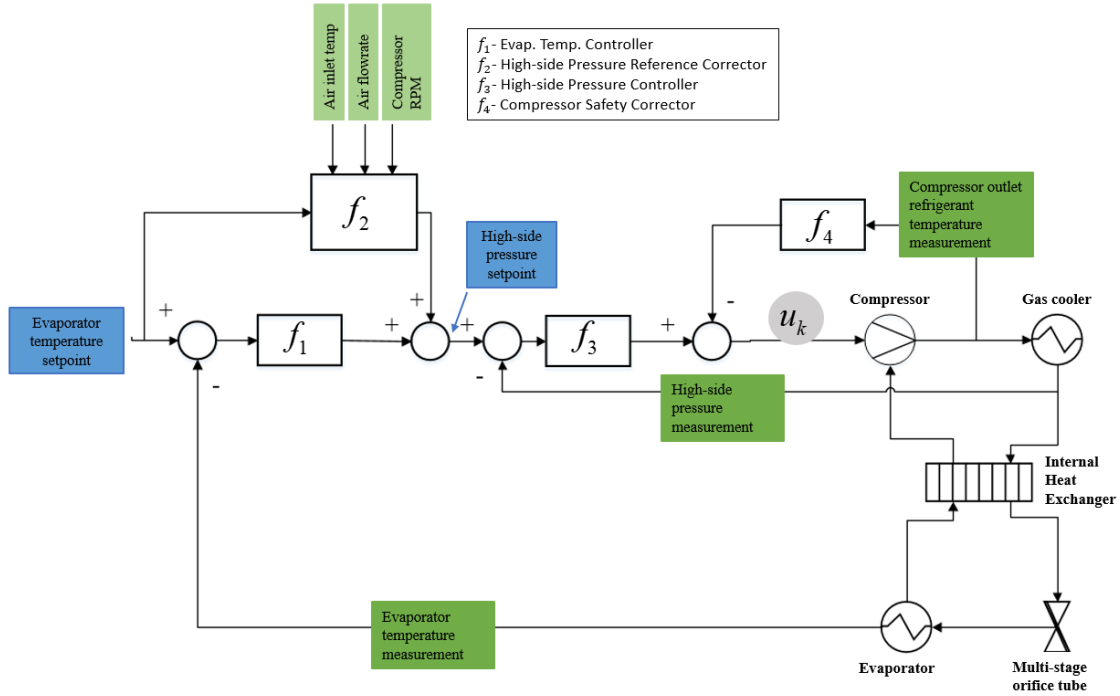 Air inlet temp
Air flowrate
Compressor
RPM
f₁- Evap. Temp. Controller
f₂- High-side Pressure Reference Corrector
f₃- High-side Pressure Controller
f₄- Compressor Safety Corrector
f₂
High-side
pressure
setpoint
f₄
Compressor outlet
refrigerant
temperature
measurement
Evaporator
temperature
setpoint
+
-
f₁
+
+
+
-
f₃
+
-
uₖ
Compressor
Gas cooler
High-side
pressure
measurement
Internal
Heat
Exchanger
Evaporator
temperature
measurement
Evaporator
Multi-stage
orifice tube